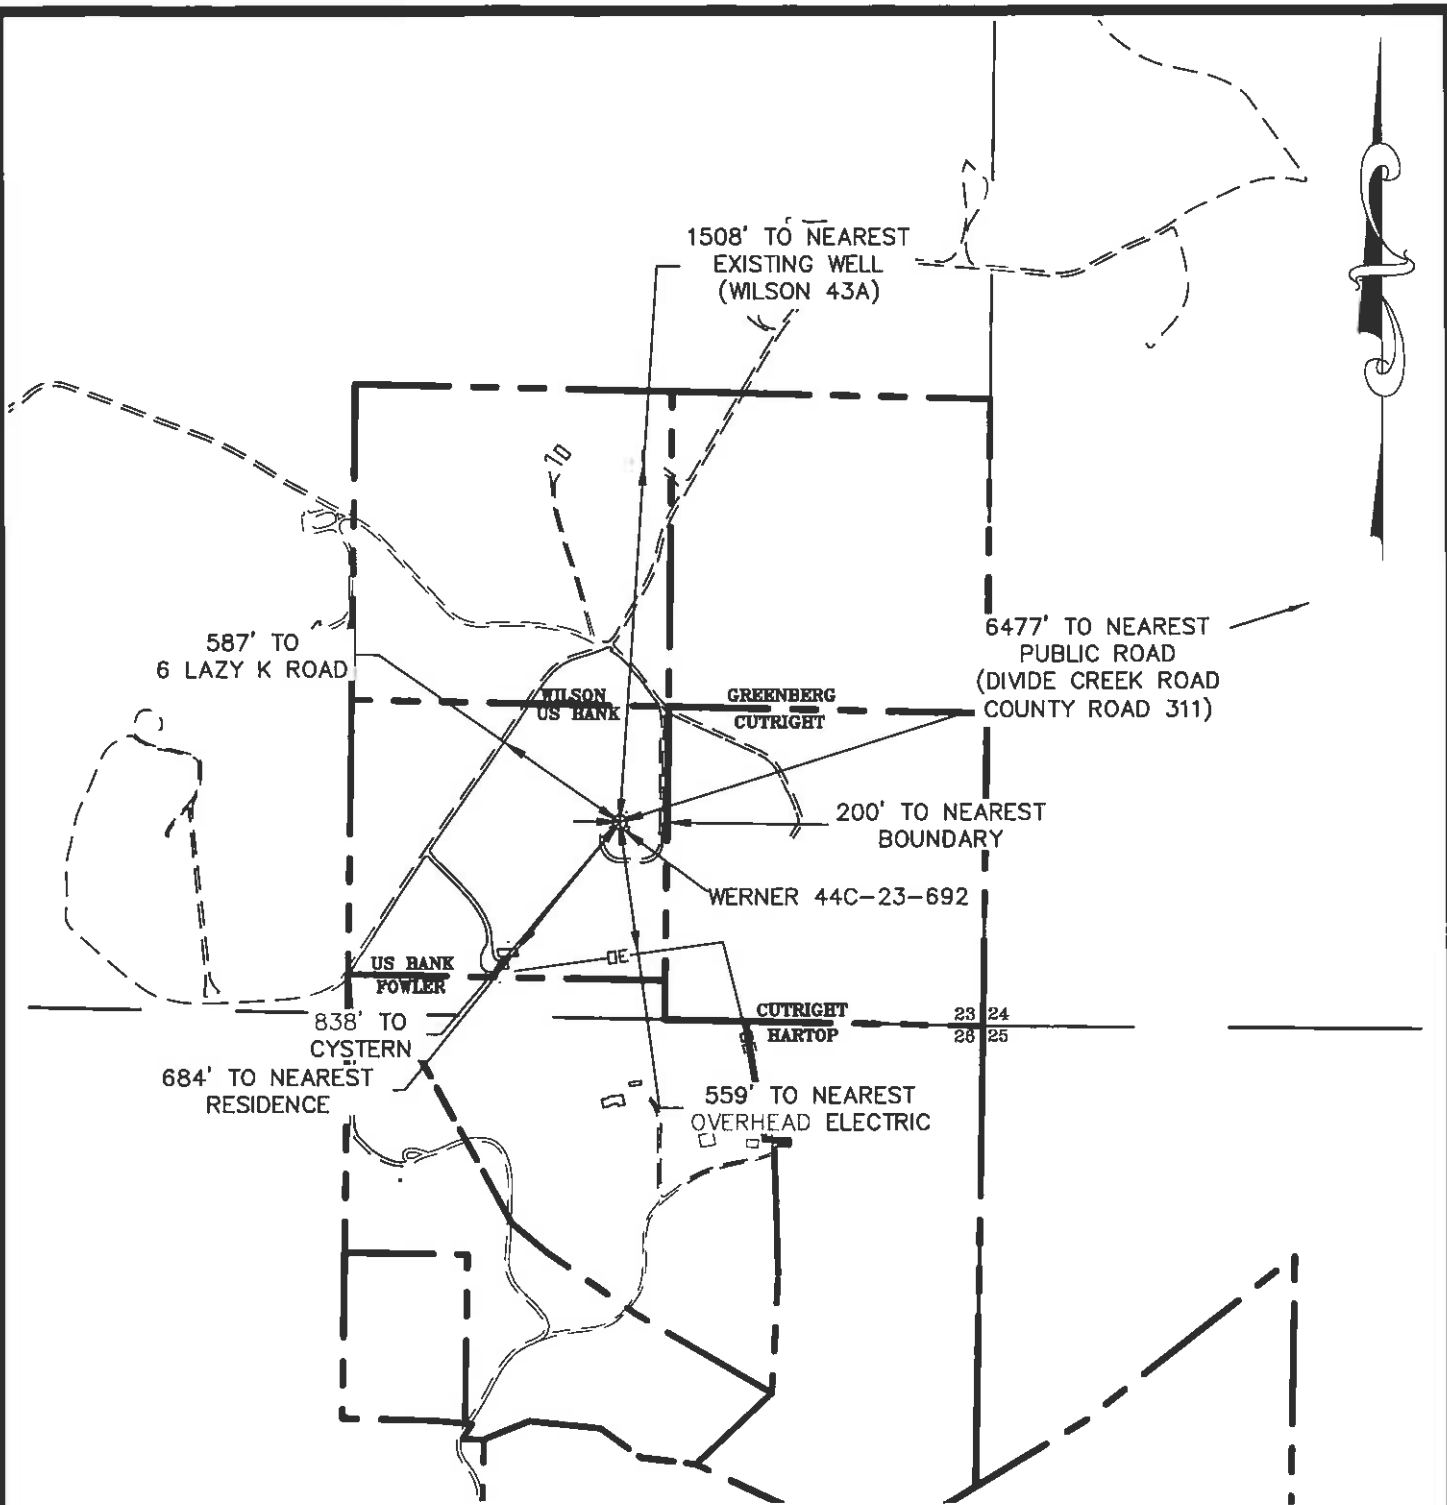 1508' TO NEAREST
EXISTING WELL
(WILSON 43A)
587' TO
6 LAZY K ROAD
6477' TO NEAREST
PUBLIC ROAD
(DIVIDE CREEK ROAD
COUNTY ROAD 311)
WILSON
US BANK
GREENBERG
CUTRIGHT
200' TO NEAREST
BOUNDARY
WERNER 44C-23-692
OE
US BANK
FOWLER
838' TO
CYSTERN
CUTRIGHT
HARTOP
23 24
26 25
684' TO NEAREST
RESIDENCE
559' TO NEAREST
OVERHEAD ELECTRIC